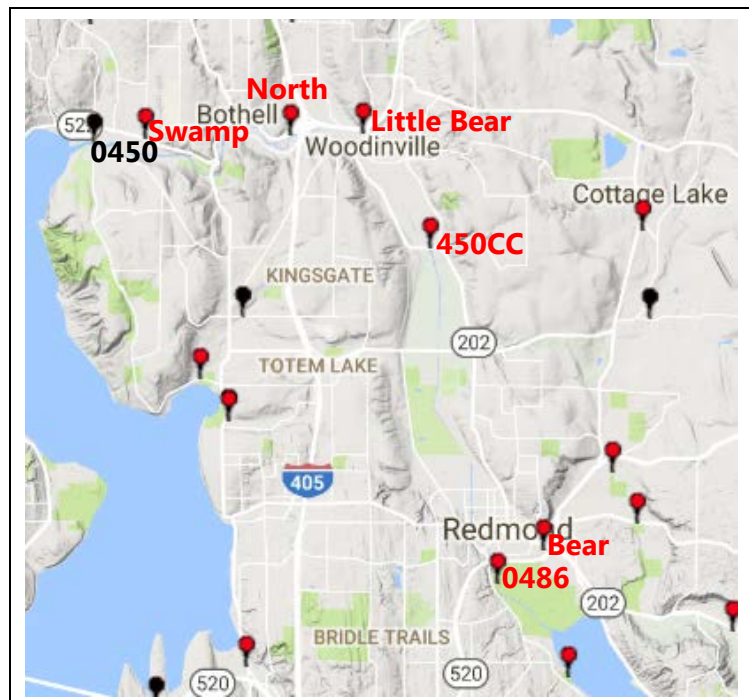 North
522
Bothell
Swamp
Little Bear
0450
Woodinville
Cottage Lake
450CC
KINGSGATE
202
TOTEM LAKE
405
Redmond
Bear
0486
202
BRIDLE TRAILS
520
520